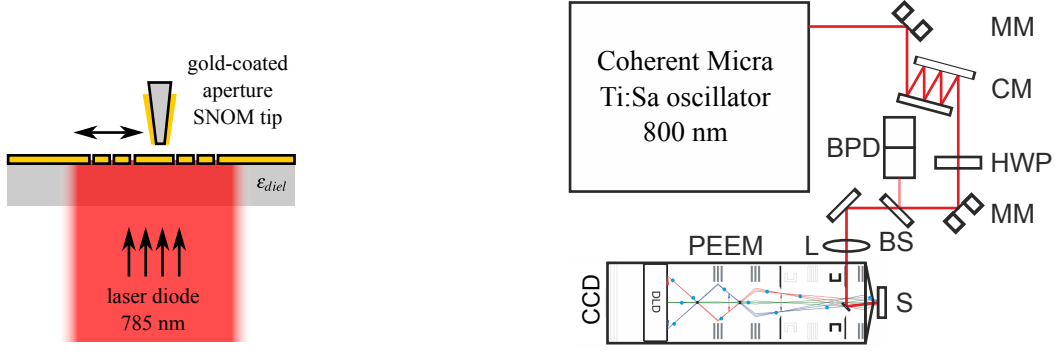 gold-coated
aperture
SNOM tip
εdiel
laser diode
785 nm
Coherent Micra
Ti:Sa oscillator
800 nm
MM
CM
BPD
HWP
MM
BS
L
PEEM
CCD
DLD
S